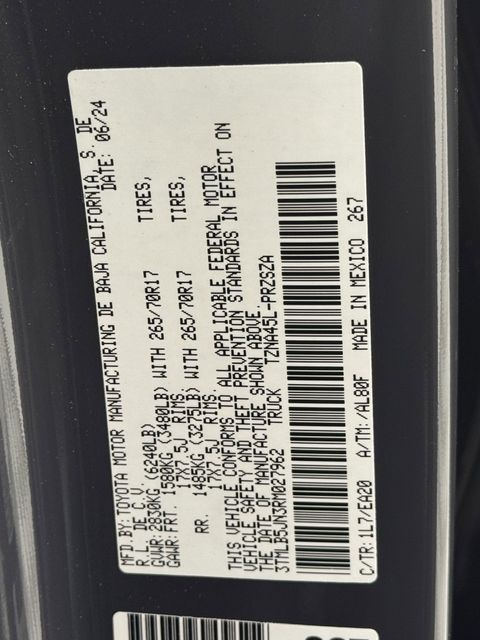 MFD.BY:TOYOTA MOTOR MANUFACTURING DE BAJA CALIFORNIA, S. DE
R.L. DE C.V. DATE: 06/24
GVWR:2830KG (6240LB)
GAWR:FRT. 1580KG (3480LB) WITH 265/70R17 TIRES,
17X7.5J RIMS
RR. 1485KG (3275LB) WITH 265/70R17 TIRES,
17X7.5J RIMS.
THIS VEHICLE CONFORMS TO ALL APPLICABLE FEDERAL MOTOR
VEHICLE SAFETY AND THEFT PREVENTION STANDARDS IN EFFECT ON
THE DATE OF MANUFACTURE SHOWN ABOVE.
3TMLB5JN3RM027962 TRUCK TZNA45L-PRZSZA
C/TR:1L7/EA20 A/TM:/AL80F MADE IN MEXICO 267